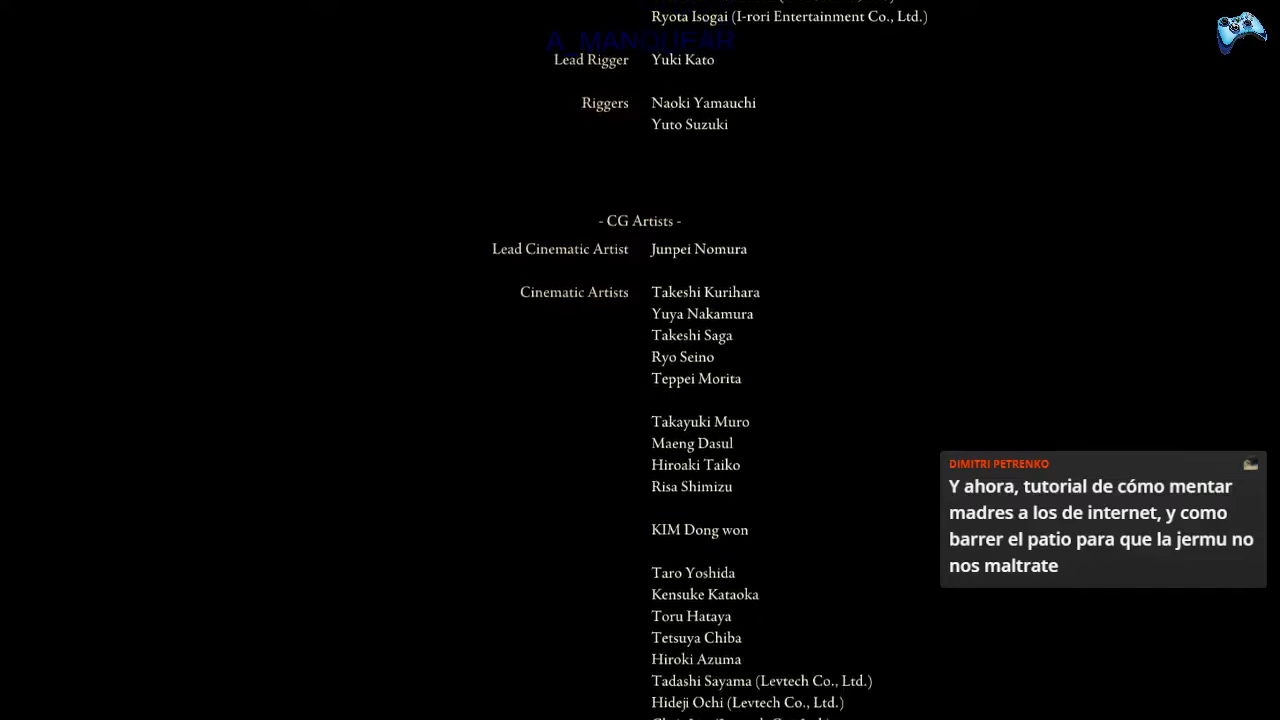 Ryota Isogai (I-rori Entertainment Co., Ltd.)
A_MANQUEAR
Lead Rigger Yuki Kato
Riggers Naoki Yamauchi
Yuto Suzuki
- CG Artists -
Lead Cinematic Artist Junpei Nomura
Cinematic Artists Takeshi Kurihara
Yuya Nakamura
Takeshi Saga
Ryo Seino
Teppei Morita
Takayuki Muro
Maeng Dasul
Hiroaki Taiko
Risa Shimizu
KIM Dong won
Taro Yoshida
Kensuke Kataoka
Toru Hataya
Tetsuya Chiba
Hiroki Azuma
Tadashi Sayama (Levtech Co., Ltd.)
Hideji Ochi (Levtech Co., Ltd.)
DIMITRI PETRENKO
Y ahora, tutorial de cómo mentar
madres a los de internet, y como
barrer el patio para que la jermu no
nos maltrate